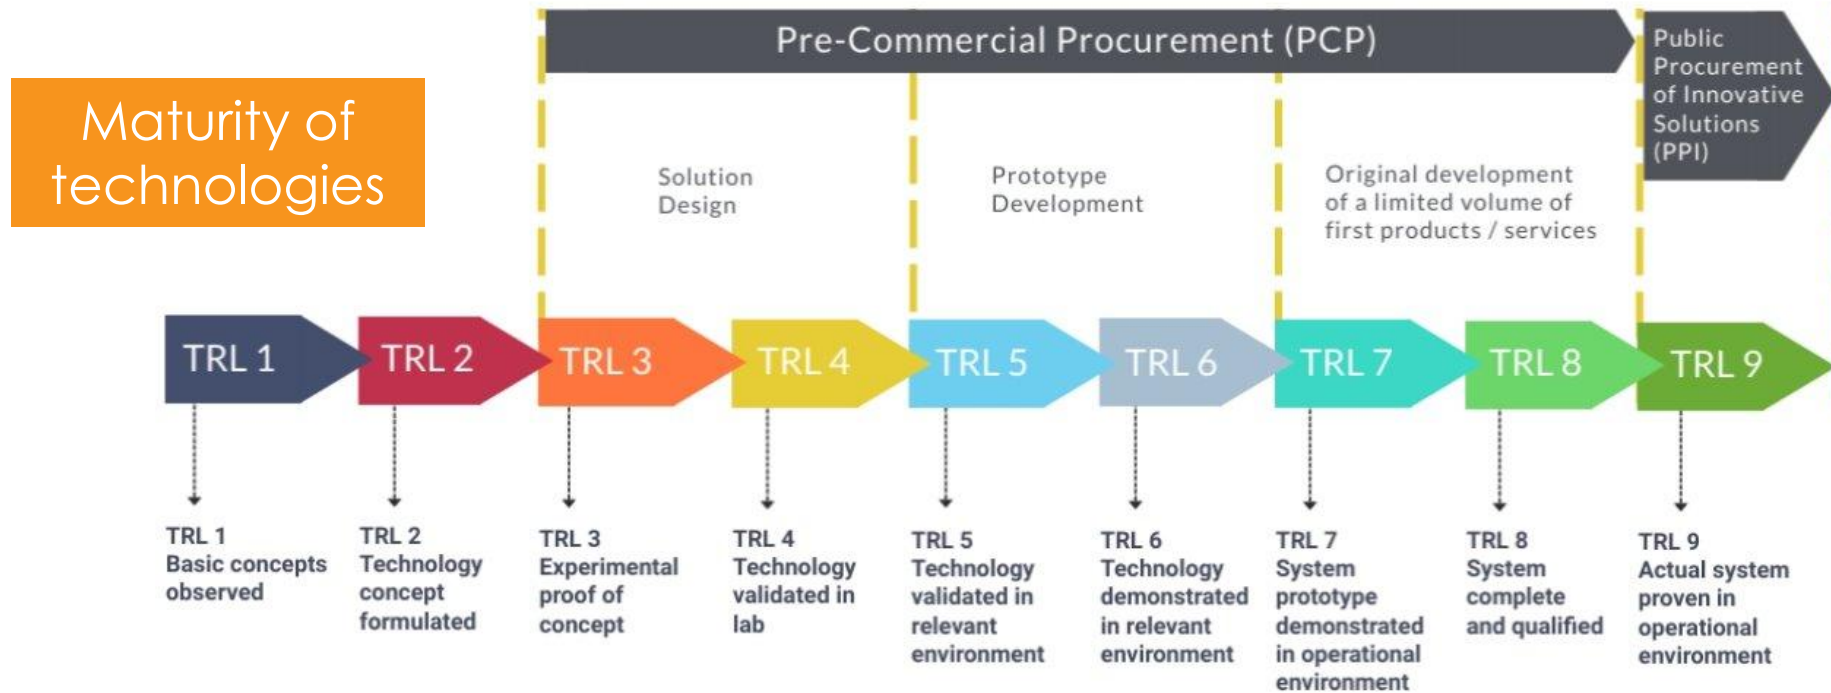 Pre-Commercial Procurement (PCP)
Public
Procurement
of Innovative
Solutions
(PPI)
Maturity of
technologies
Solution
Design
Prototype
Development
Original development
of a limited volume of
first products / services
TRL 1
TRL 2
TRL 3
TRL 4
TRL 5
TRL 6
TRL 7
TRL 8
TRL 9
TRL 1
Basic concepts
observed
TRL 2
Technology
concept
formulated
TRL 3
Experimental
proof of
concept
TRL 4
Technology
validated in
lab
TRL 5
Technology
validated in
relevant
environment
TRL 6
Technology
demonstrated
in relevant
environment
TRL 7
System
prototype
demonstrated
in operational
environment
TRL 8
System
complete
and qualified
TRL 9
Actual system
proven in
operational
environment